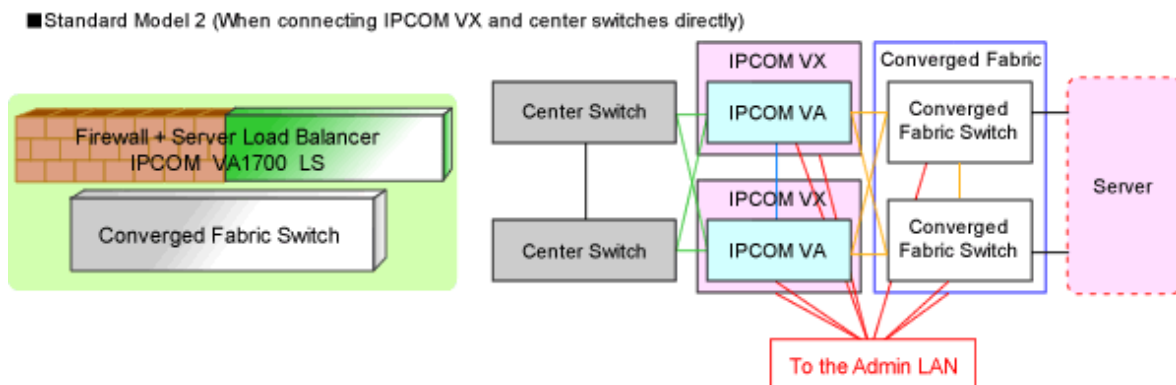 ■Standard Model 2 (When connecting IPCOM VX and center switches directly)
Firewall + Server Load Balancer
IPCOM VA1700 LS
Converged Fabric Switch
Center Switch
Center Switch
IPCOM VX
IPCOM VA
IPCOM VX
IPCOM VA
Converged Fabric
Converged
Fabric Switch
Converged
Fabric Switch
Server
To the Admin LAN